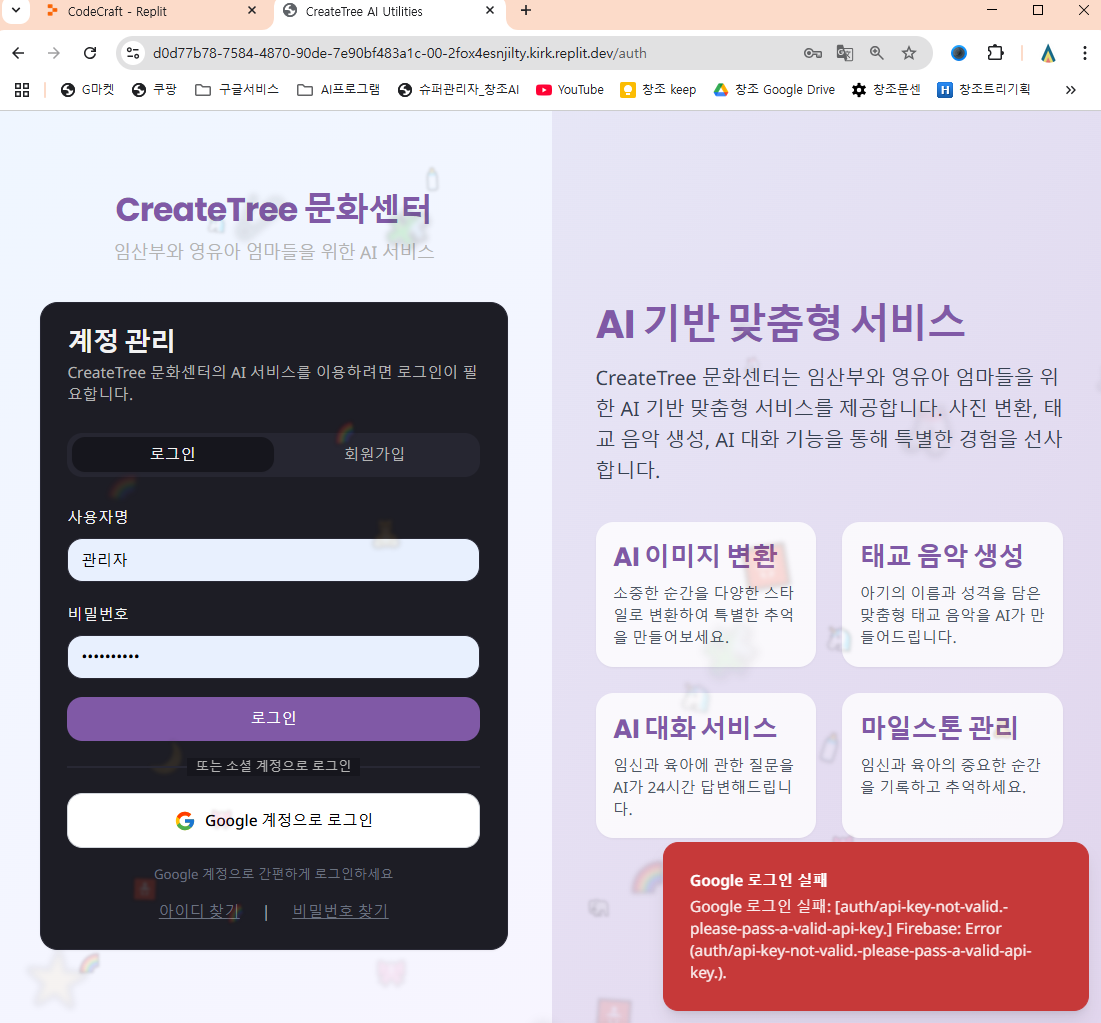 CodeCraft - Replit
CreateTree AI Utilities
d0d77b78-7584-4870-90de-7e90bf483a1c-00-2fox4esnjilty.kirk.replit.dev/auth
G마켓
쿠팡
구글서비스
AI프로그램
슈퍼관리자_창조AI
YouTube
창조 keep
창조 Google Drive
창조문센
H
창조트리기획
»
CreateTree 문화센터
임산부와 영유아 엄마들을 위한 AI 서비스
계정 관리
CreateTree 문화센터의 AI 서비스를 이용하려면 로그인이 필
요합니다.
로그인
회원가입
사용자명
관리자
비밀번호
••••••••••
로그인
또는 소셜 계정으로 로그인
Google 계정으로 로그인
Google 계정으로 간편하게 로그인하세요
아이디 찾기 | 비밀번호 찾기
AI 기반 맞춤형 서비스
CreateTree 문화센터는 임산부와 영유아 엄마들을 위
한 AI 기반 맞춤형 서비스를 제공합니다. 사진 변환, 태
교 음악 생성, AI 대화 기능을 통해 특별한 경험을 선사
합니다.
AI 이미지 변환
소중한 순간을 다양한 스타
일로 변환하여 특별한 추억
을 만들어보세요.
태교 음악 생성
아기의 이름과 성격을 담은
맞춤형 태교 음악을 AI가 만
들어드립니다.
AI 대화 서비스
임신과 육아에 관한 질문을
AI가 24시간 답변해드립니
다.
마일스톤 관리
임신과 육아의 중요한 순간
을 기록하고 추억하세요.
Google 로그인 실패
Google 로그인 실패: [auth/api-key-not-valid.-
please-pass-a-valid-api-key.] Firebase: Error
(auth/api-key-not-valid.-please-pass-a-valid-api-
key.).